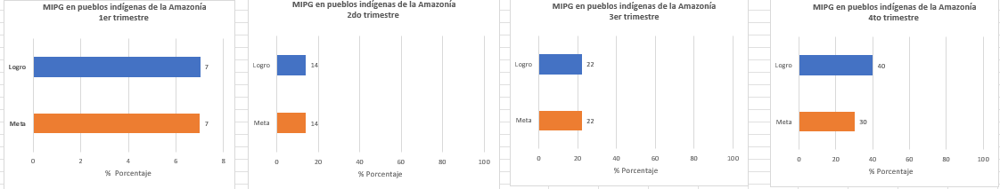 MIPG en pueblos indígenas de la Amazonía
1er trimestre
Logro
7
Meta
7
0 2 4 6 8
% Porcentaje
MIPG en pueblos indígenas de la Amazonía
2do trimestre
Logro
14
Meta
14
0 20 40 60 80 100
% Porcentaje
MIPG en pueblos indígenas de la Amazonía
3er trimestre
Logro
22
Meta
22
0 20 40 60 80 100
% Porcentaje
MIPG en pueblos indígenas de la Amazonía
4to trimestre
Logro
40
Meta
30
0 20 40 60 80 100
% Porcentaje